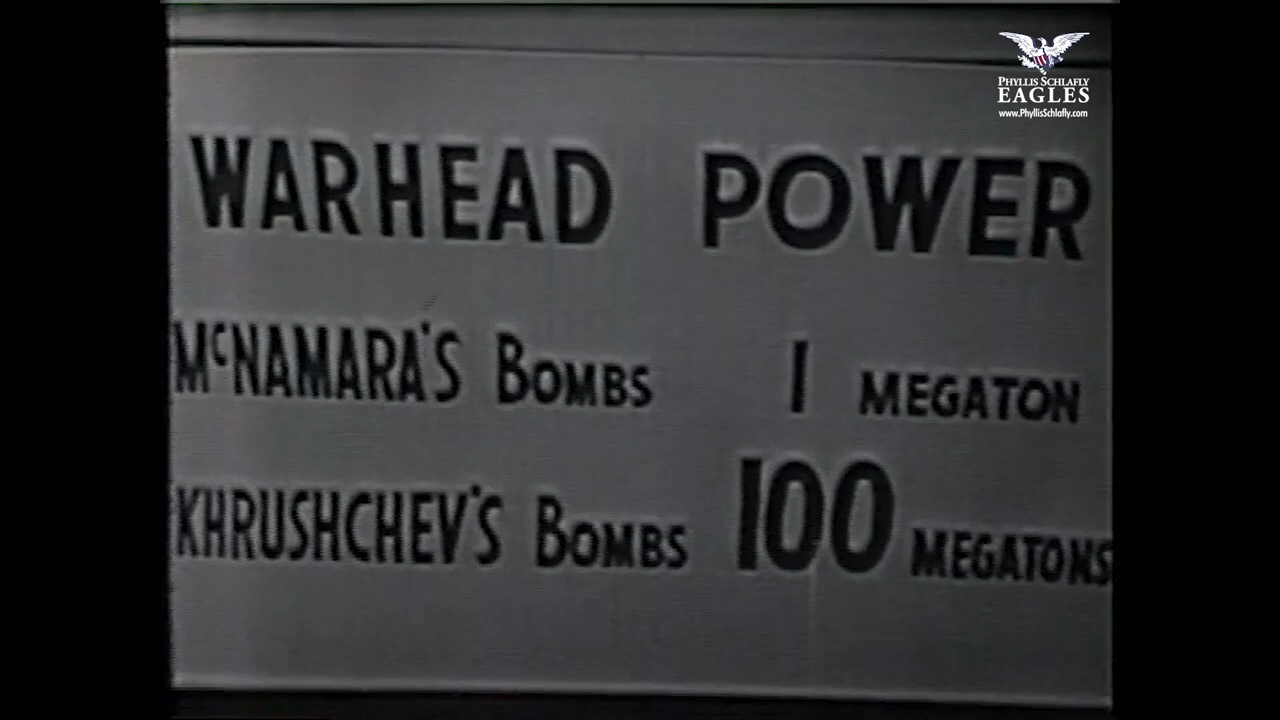 PHYLLIS SCHLAFLY
EAGLES
www.PhyllisSchlafly.com
WARHEAD POWER
McNAMARA'S BOMBS 1 MEGATON
KHRUSHCHEV'S BOMBS 100 MEGATONS